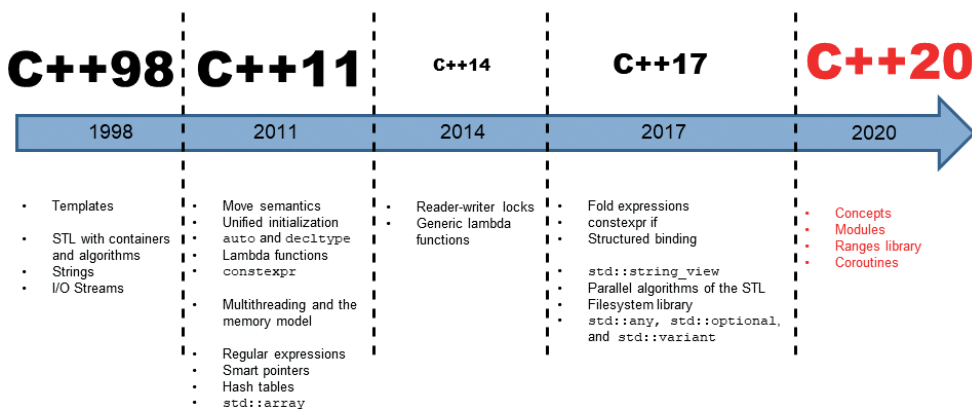 C++98
C++11
C++14
C++17
C++20
1998
2011
2014
2017
2020
• Templates
• STL with containers
and algorithms
• Strings
• I/O Streams
• Move semantics
• Unified initialization
• auto and decltype
• Lambda functions
• constexpr
• Multithreading and the
memory model
• Regular expressions
• Smart pointers
• Hash tables
• std::array
• Reader-writer locks
• Generic lambda
functions
• Fold expressions
• constexpr if
• Structured binding
• std::string_view
• Parallel algorithms of the STL
• Filesystem library
• std::any, std::optional,
and std::variant
• Concepts
• Modules
• Ranges library
• Coroutines